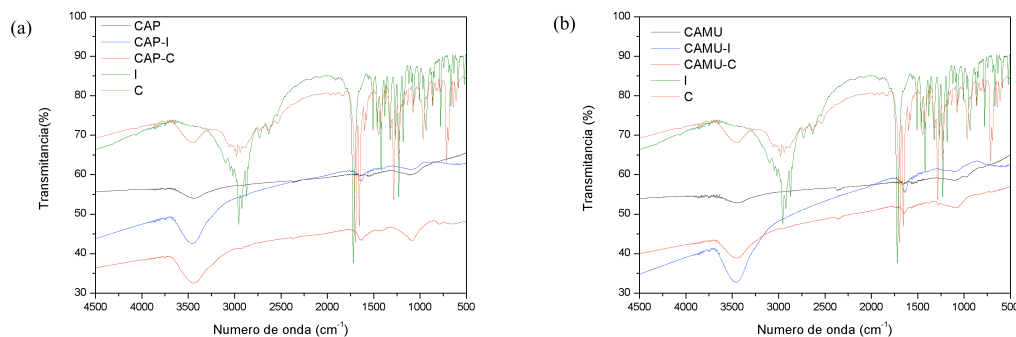 (a)
100
90
80
70
60
50
40
30
Transmitancia(%)
CAP
CAP-I
CAP-C
I
C
4500 4000 3500 3000 2500 2000 1500 1000 500
Numero de onda (cm⁻¹)
(b)
100
90
80
70
60
50
40
30
Transmitancia (%)
CAMU
CAMU-I
CAMU-C
I
C
4500 4000 3500 3000 2500 2000 1500 1000 500
Numero de onda (cm⁻¹)